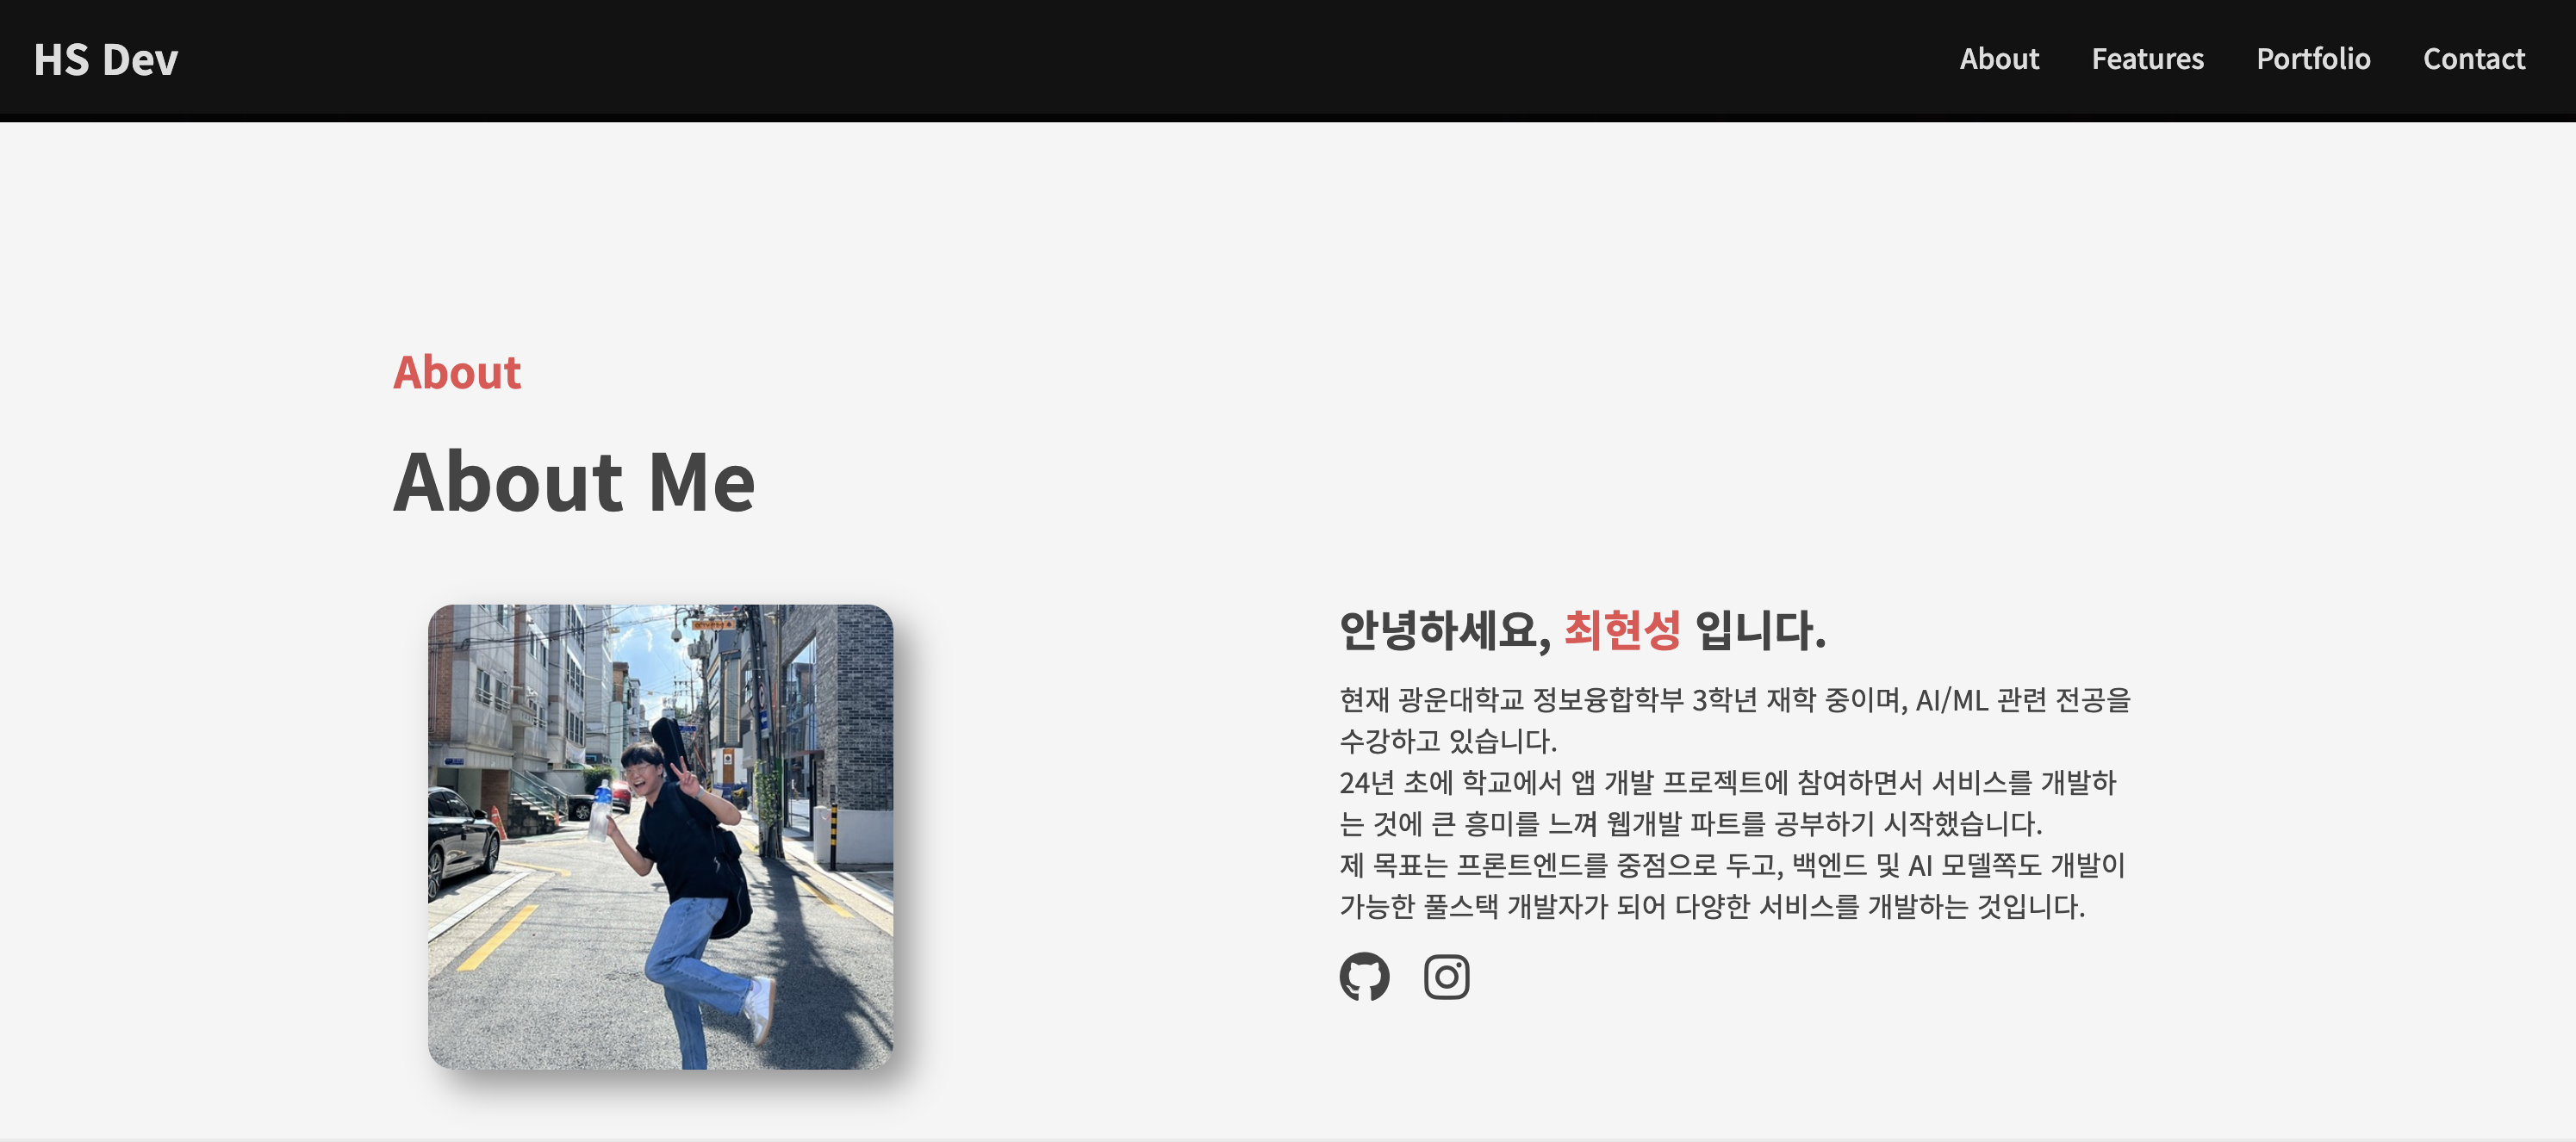 HS Dev
About
Features
Portfolio
Contact
About
About Me
안녕하세요, 최현성 입니다.
현재 광운대학교 정보융합학부 3학년 재학 중이며, AI/ML 관련 전공을
수강하고 있습니다.
24년 초에 학교에서 앱 개발 프로젝트에 참여하면서 서비스를 개발하
는 것에 큰 흥미를 느껴 웹개발 파트를 공부하기 시작했습니다.
제 목표는 프론트엔드를 중점으로 두고, 백엔드 및 AI 모델쪽도 개발이
가능한 풀스택 개발자가 되어 다양한 서비스를 개발하는 것입니다.